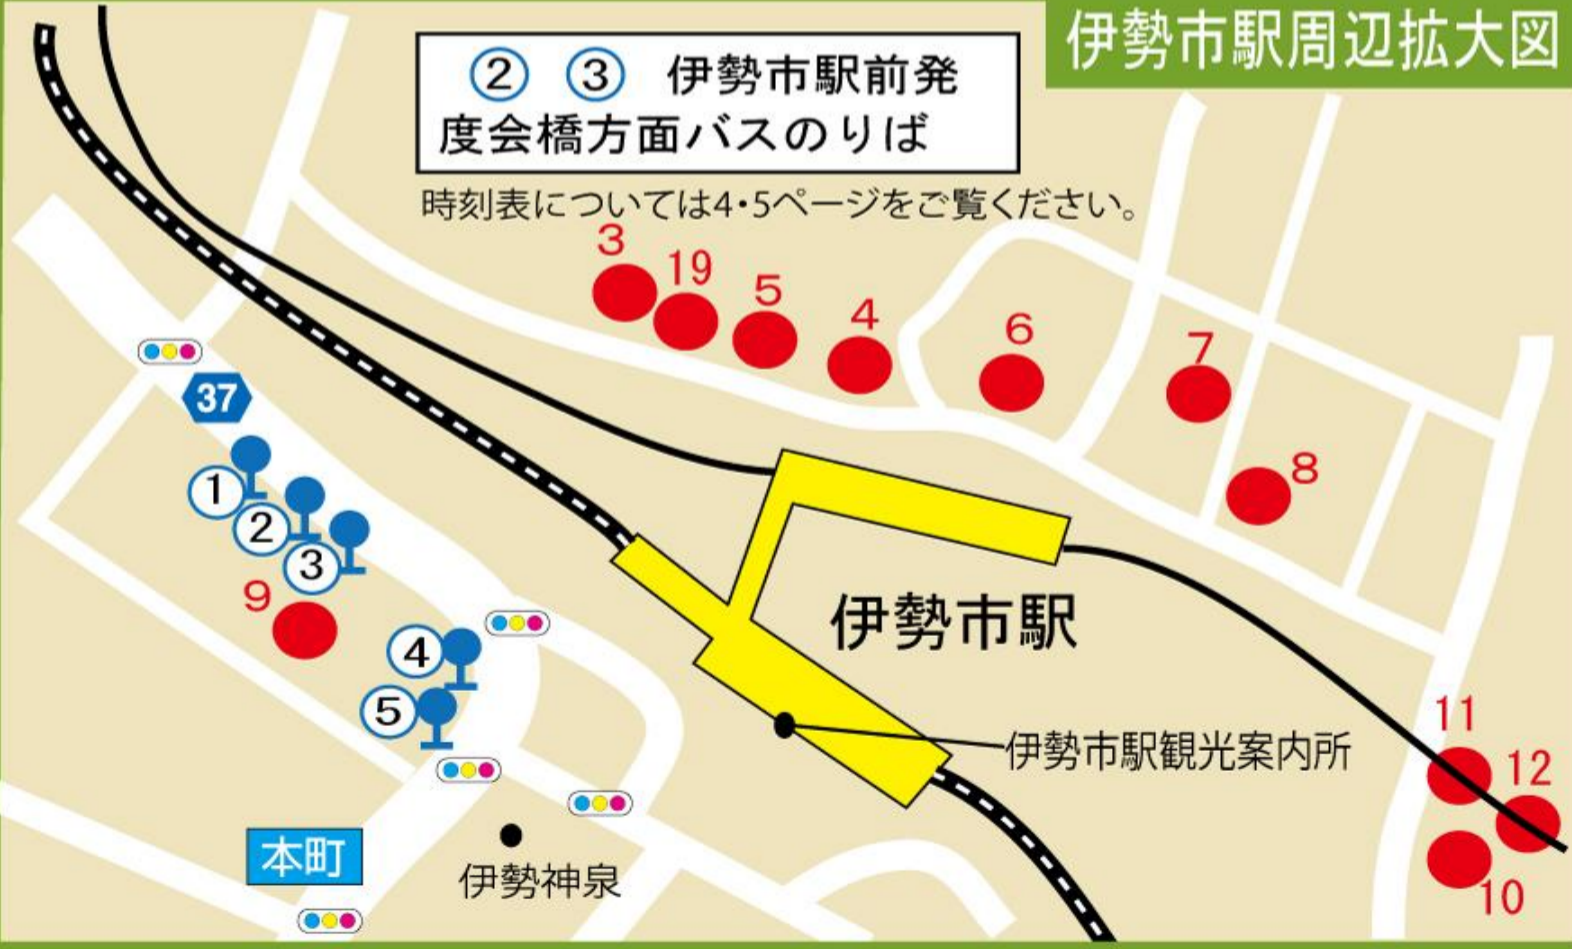 伊勢市駅周辺拡大図
② ③ 伊勢市駅前発
度会橋方面バスのりば
時刻表については4・5ページをご覧ください。
3
19
5
4
6
7
8
37
①
②
③
9
④
⑤
伊勢市駅
伊勢市駅観光案内所
11
12
10
本町
伊勢神泉